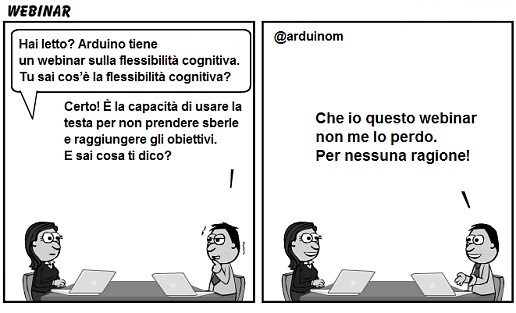 WEBINAR
Hai letto? Arduino tiene
un webinar sulla flessibilità cognitiva.
Tu sai cos'è la flessibilità cognitiva?
Certo! È la capacità di usare la
testa per non prendere sberle
e raggiungere gli obiettivi.
E sai cosa ti dico?
@arduinom
Che io questo webinar
non me lo perdo.
Per nessuna ragione!